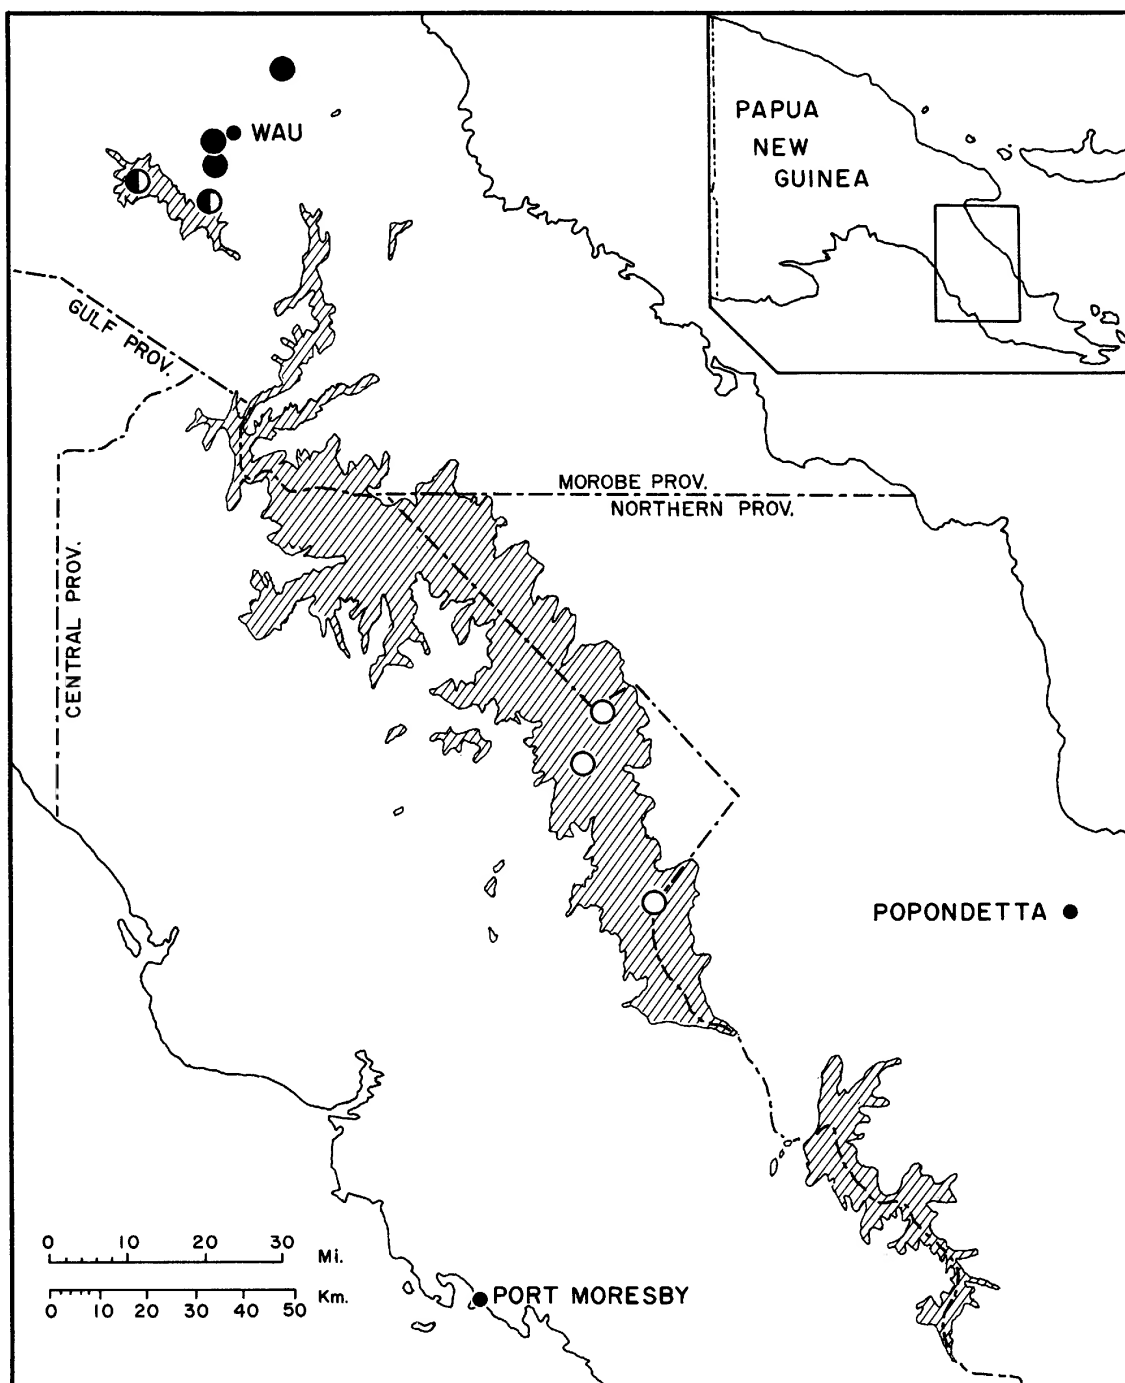 WAU
PAPUA
NEW
GUINEA
GULF PROV.
MOROBE PROV.
NORTHERN PROV.
CENTRAL PROV.
POPONDETTA
0 10 20 30 Mi.
Km.
0 10 20 30 40 50
PORT MORESBY